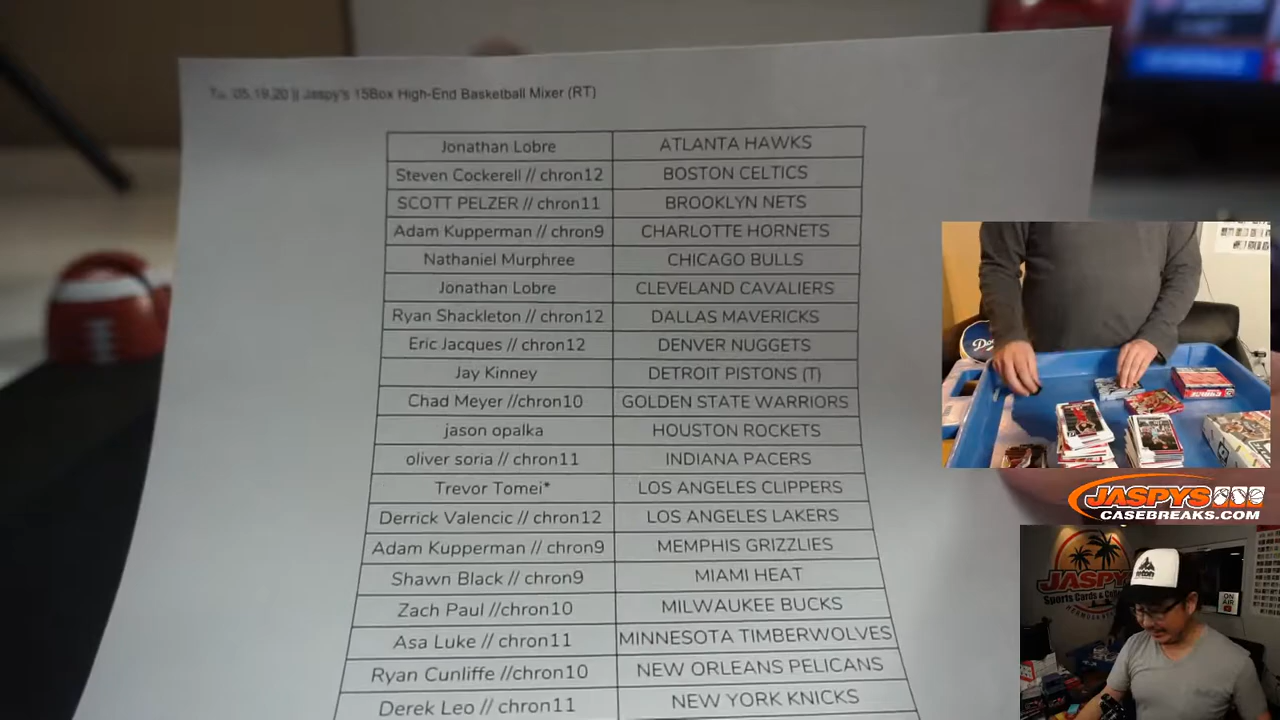 Tu. 05.19.20 || Jaspy's 15Box High-End Basketball Mixer (RT)
Jonathan Lobre ATLANTA HAWKS
Steven Cockerell // chron12 BOSTON CELTICS
SCOTT PELZER // chron11 BROOKLYN NETS
Adam Kupperman // chron9 CHARLOTTE HORNETS
Nathaniel Murphree CHICAGO BULLS
Jonathan Lobre CLEVELAND CAVALIERS
Ryan Shackleton // chron12 DALLAS MAVERICKS
Eric Jacques // chron12 DENVER NUGGETS
Jay Kinney DETROIT PISTONS (T)
Chad Meyer //chron10 GOLDEN STATE WARRIORS
jason opalka HOUSTON ROCKETS
oliver soria // chron11 INDIANA PACERS
Trevor Tomei* LOS ANGELES CLIPPERS
Derrick Valencic // chron12 LOS ANGELES LAKERS
Adam Kupperman // chron9 MEMPHIS GRIZZLIES
Shawn Black // chron9 MIAMI HEAT
Zach Paul //chron10 MILWAUKEE BUCKS
Asa Luke // chron11 MINNESOTA TIMBERWOLVES
Ryan Cunliffe //chron10 NEW ORLEANS PELICANS
Derek Leo // chron11 NEW YORK KNICKS
JASPYS
CASEBREAKS.COM
JASPYS
Sports Cards &
ON
AIR